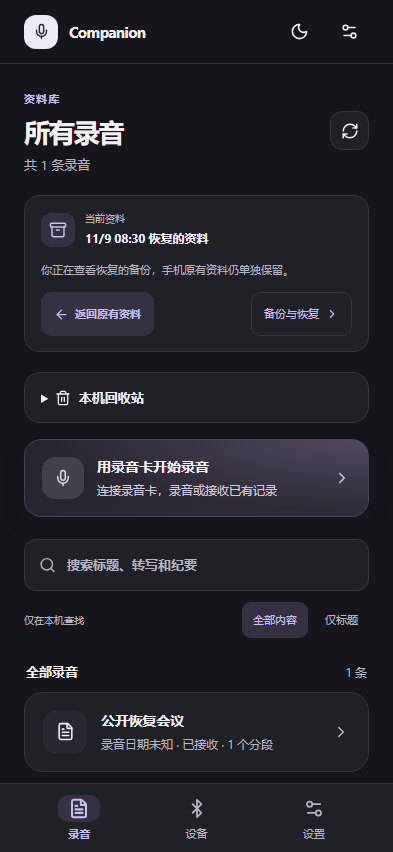 Companion
资料库
所有录音
共 1 条录音
当前资料
11/9 08:30 恢复的资料
你正在查看恢复的备份，手机原有资料仍单独保留。
返回原有资料
备份与恢复
本机回收站
用录音卡开始录音
连接录音卡，录音或接收已有记录
搜索标题、转写和纪要
仅在本机查找
全部内容
仅标题
全部录音
1 条
公开恢复会议
录音日期未知 · 已接收 · 1 个分段
录音
设备
设置